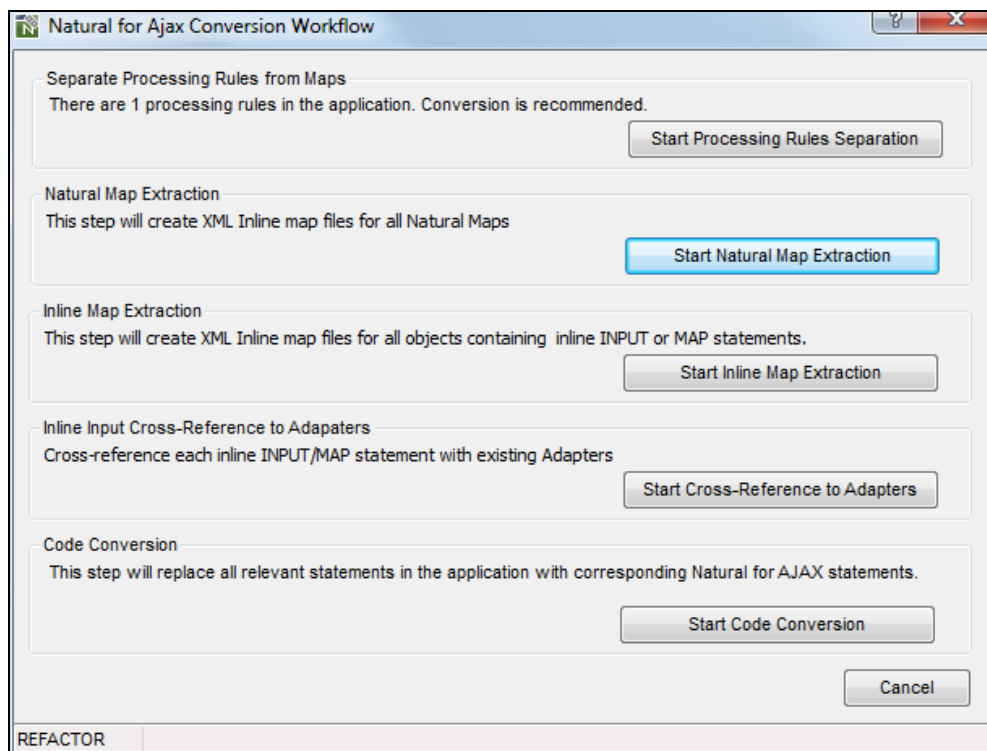 Natural for Ajax Conversion Workflow
?
X
Separate Processing Rules from Maps
There are 1 processing rules in the application. Conversion is recommended.
Start Processing Rules Separation
Natural Map Extraction
This step will create XML Inline map files for all Natural Maps
Start Natural Map Extraction
Inline Map Extraction
This step will create XML Inline map files for all objects containing inline INPUT or MAP statements.
Start Inline Map Extraction
Inline Input Cross-Reference to Adapaters
Cross-reference each inline INPUT/MAP statement with existing Adapters
Start Cross-Reference to Adapters
Code Conversion
This step will replace all relevant statements in the application with corresponding Natural for AJAX statements.
Start Code Conversion
Cancel
REFACTOR